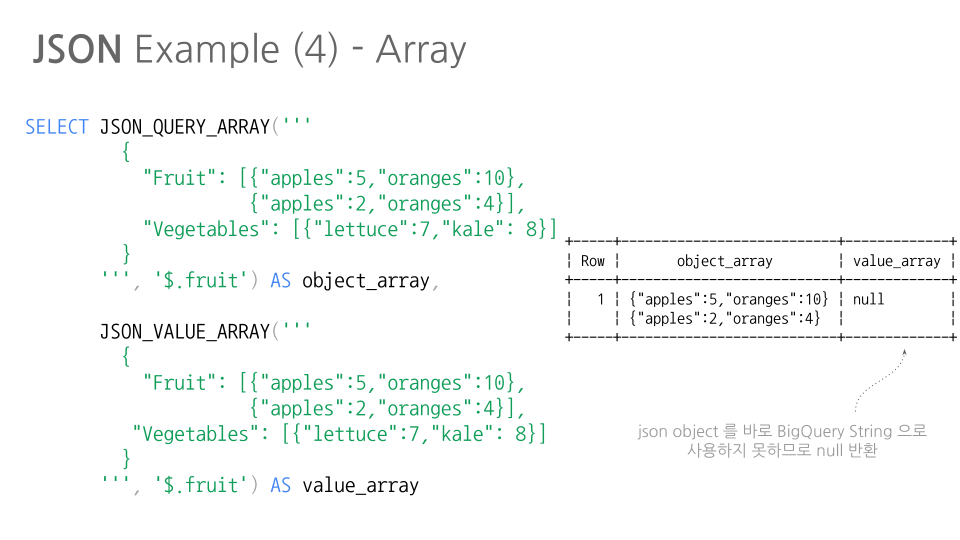 JSON Example (4) - Array
SELECT JSON_QUERY_ARRAY('''
{
"Fruit": [{"apples":5,"oranges":10},
{"apples":2,"oranges":4}],
"Vegetables": [{"lettuce":7,"kale": 8}]
}
''', '$.fruit') AS object_array,
JSON_VALUE_ARRAY('''
{
"Fruit": [{"apples":5,"oranges":10},
{"apples":2,"oranges":4}],
"Vegetables": [{"lettuce":7,"kale": 8}]
}
''', '$.fruit') AS value_array
+-----+---------------------------+-------------+
| Row | object_array | value_array |
+-----+---------------------------+-------------+
| 1 | {"apples":5,"oranges":10} | null |
| | {"apples":2,"oranges":4} | |
+-----+---------------------------+-------------+
json object 를 바로 BigQuery String 으로
사용하지 못하므로 null 반환